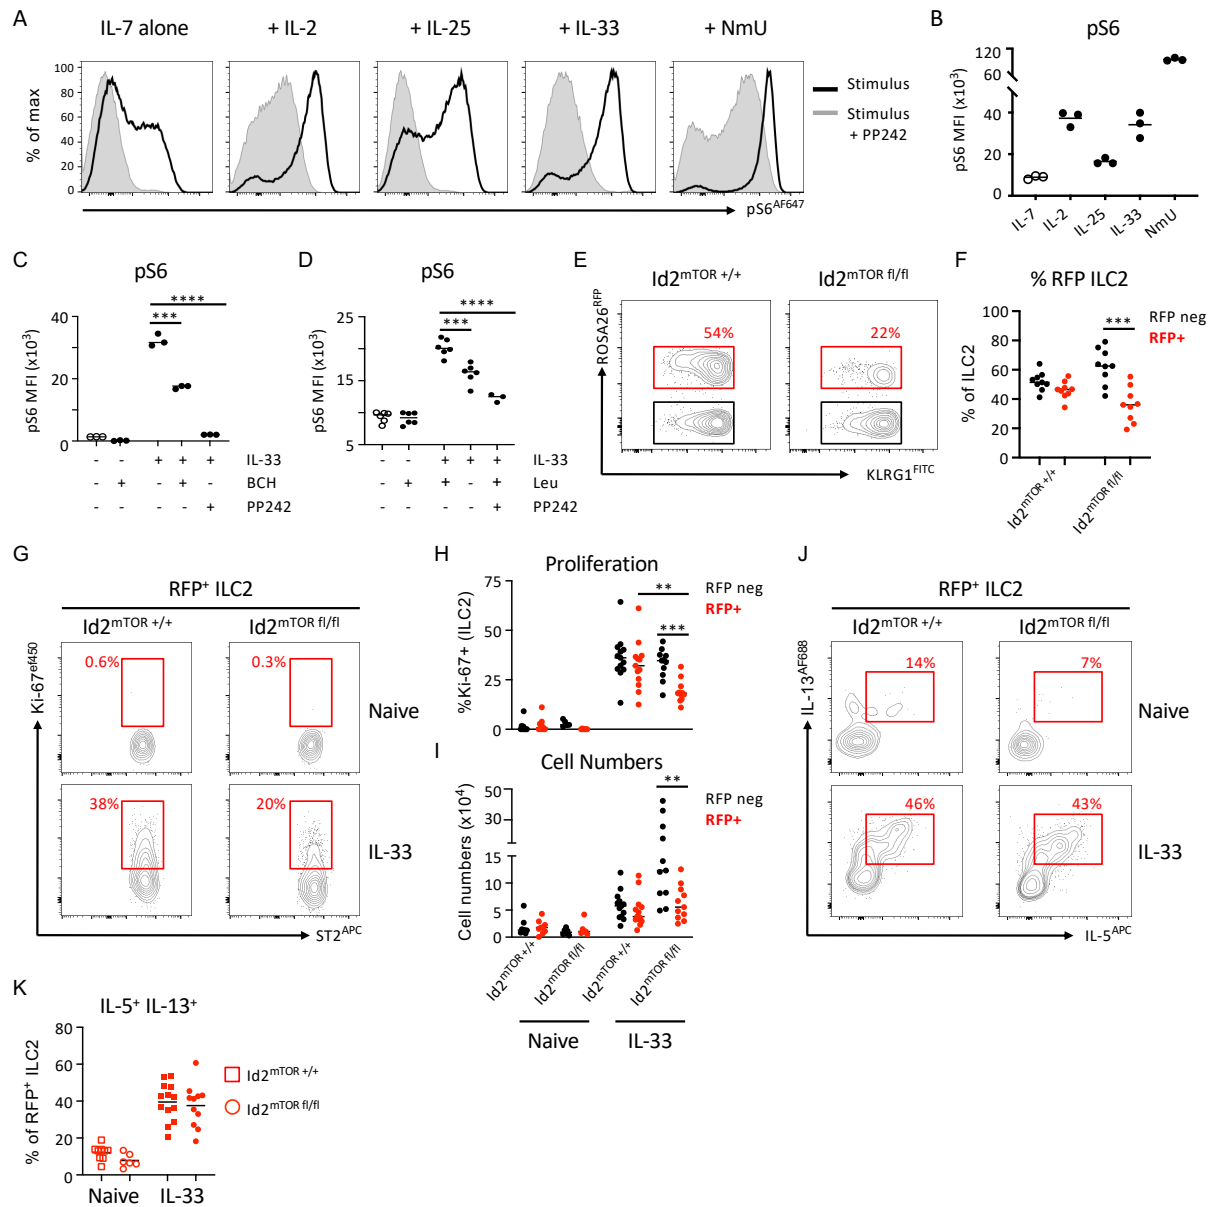 A
IL-7 alone
+ IL-2
+ IL-25
+ IL-33
+ NmU
% of max
100
80
60
40
20
0
Stimulus
Stimulus
+ PP242
pS6AF647
B
pS6
pS6 MFI (x10³)
120
60
40
20
0
IL-7
IL-2
IL-25
IL-33
NmU
C
pS6
pS6 MFI (x10³)
40
30
20
10
0
****
***
- - + + + IL-33
- + - + - BCH
- - - - + PP242
D
pS6
pS6 MFI (x10³)
25
15
10
5
****
***
- - + + + IL-33
- + + - + Leu
- - - - + PP242
E
Id2mTOR +/+
Id2mTOR fl/fl
ROSA26RFP
54%
22%
KLRG1FITC
F
% RFP ILC2
% of ILC2
100
80
60
40
20
0
***
RFP neg
RFP+
Id2mTOR +/+
Id2mTOR fl/fl
G
RFP⁺ ILC2
Id2mTOR +/+
Id2mTOR fl/fl
Ki-67ef450
0.6%
0.3%
Naive
38%
20%
IL-33
ST2APC
H
Proliferation
%Ki-67+ (ILC2)
75
50
25
0
**
***
RFP neg
RFP+
I
Cell Numbers
Cell numbers (x10⁴)
50
30
15
10
5
0
**
RFP neg
RFP+
Id2mTOR +/+
Id2mTOR fl/fl
Id2mTOR +/+
Id2mTOR fl/fl
Naive
IL-33
J
RFP⁺ ILC2
Id2mTOR +/+
Id2mTOR fl/fl
IL-13AF688
14%
7%
Naive
46%
43%
IL-33
IL-5APC
K
IL-5⁺ IL-13⁺
% of RFP⁺ ILC2
80
60
40
20
0
Id2mTOR +/+
Id2mTOR fl/fl
Naive
IL-33